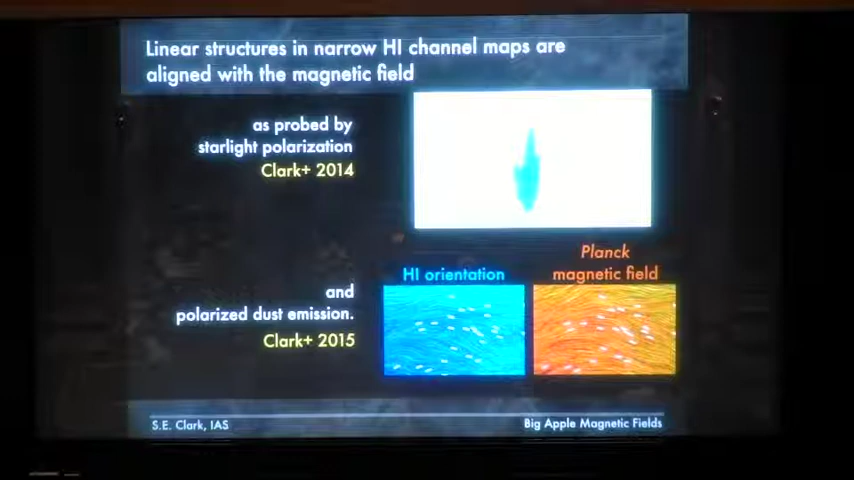 Linear structures in narrow HI channel maps are
aligned with the magnetic field
as probed by
starlight polarization
Clark+ 2014
and
polarized dust emission.
Clark+ 2015
HI orientation
Planck
magnetic field
S.E. Clark, IAS
Big Apple Magnetic Fields